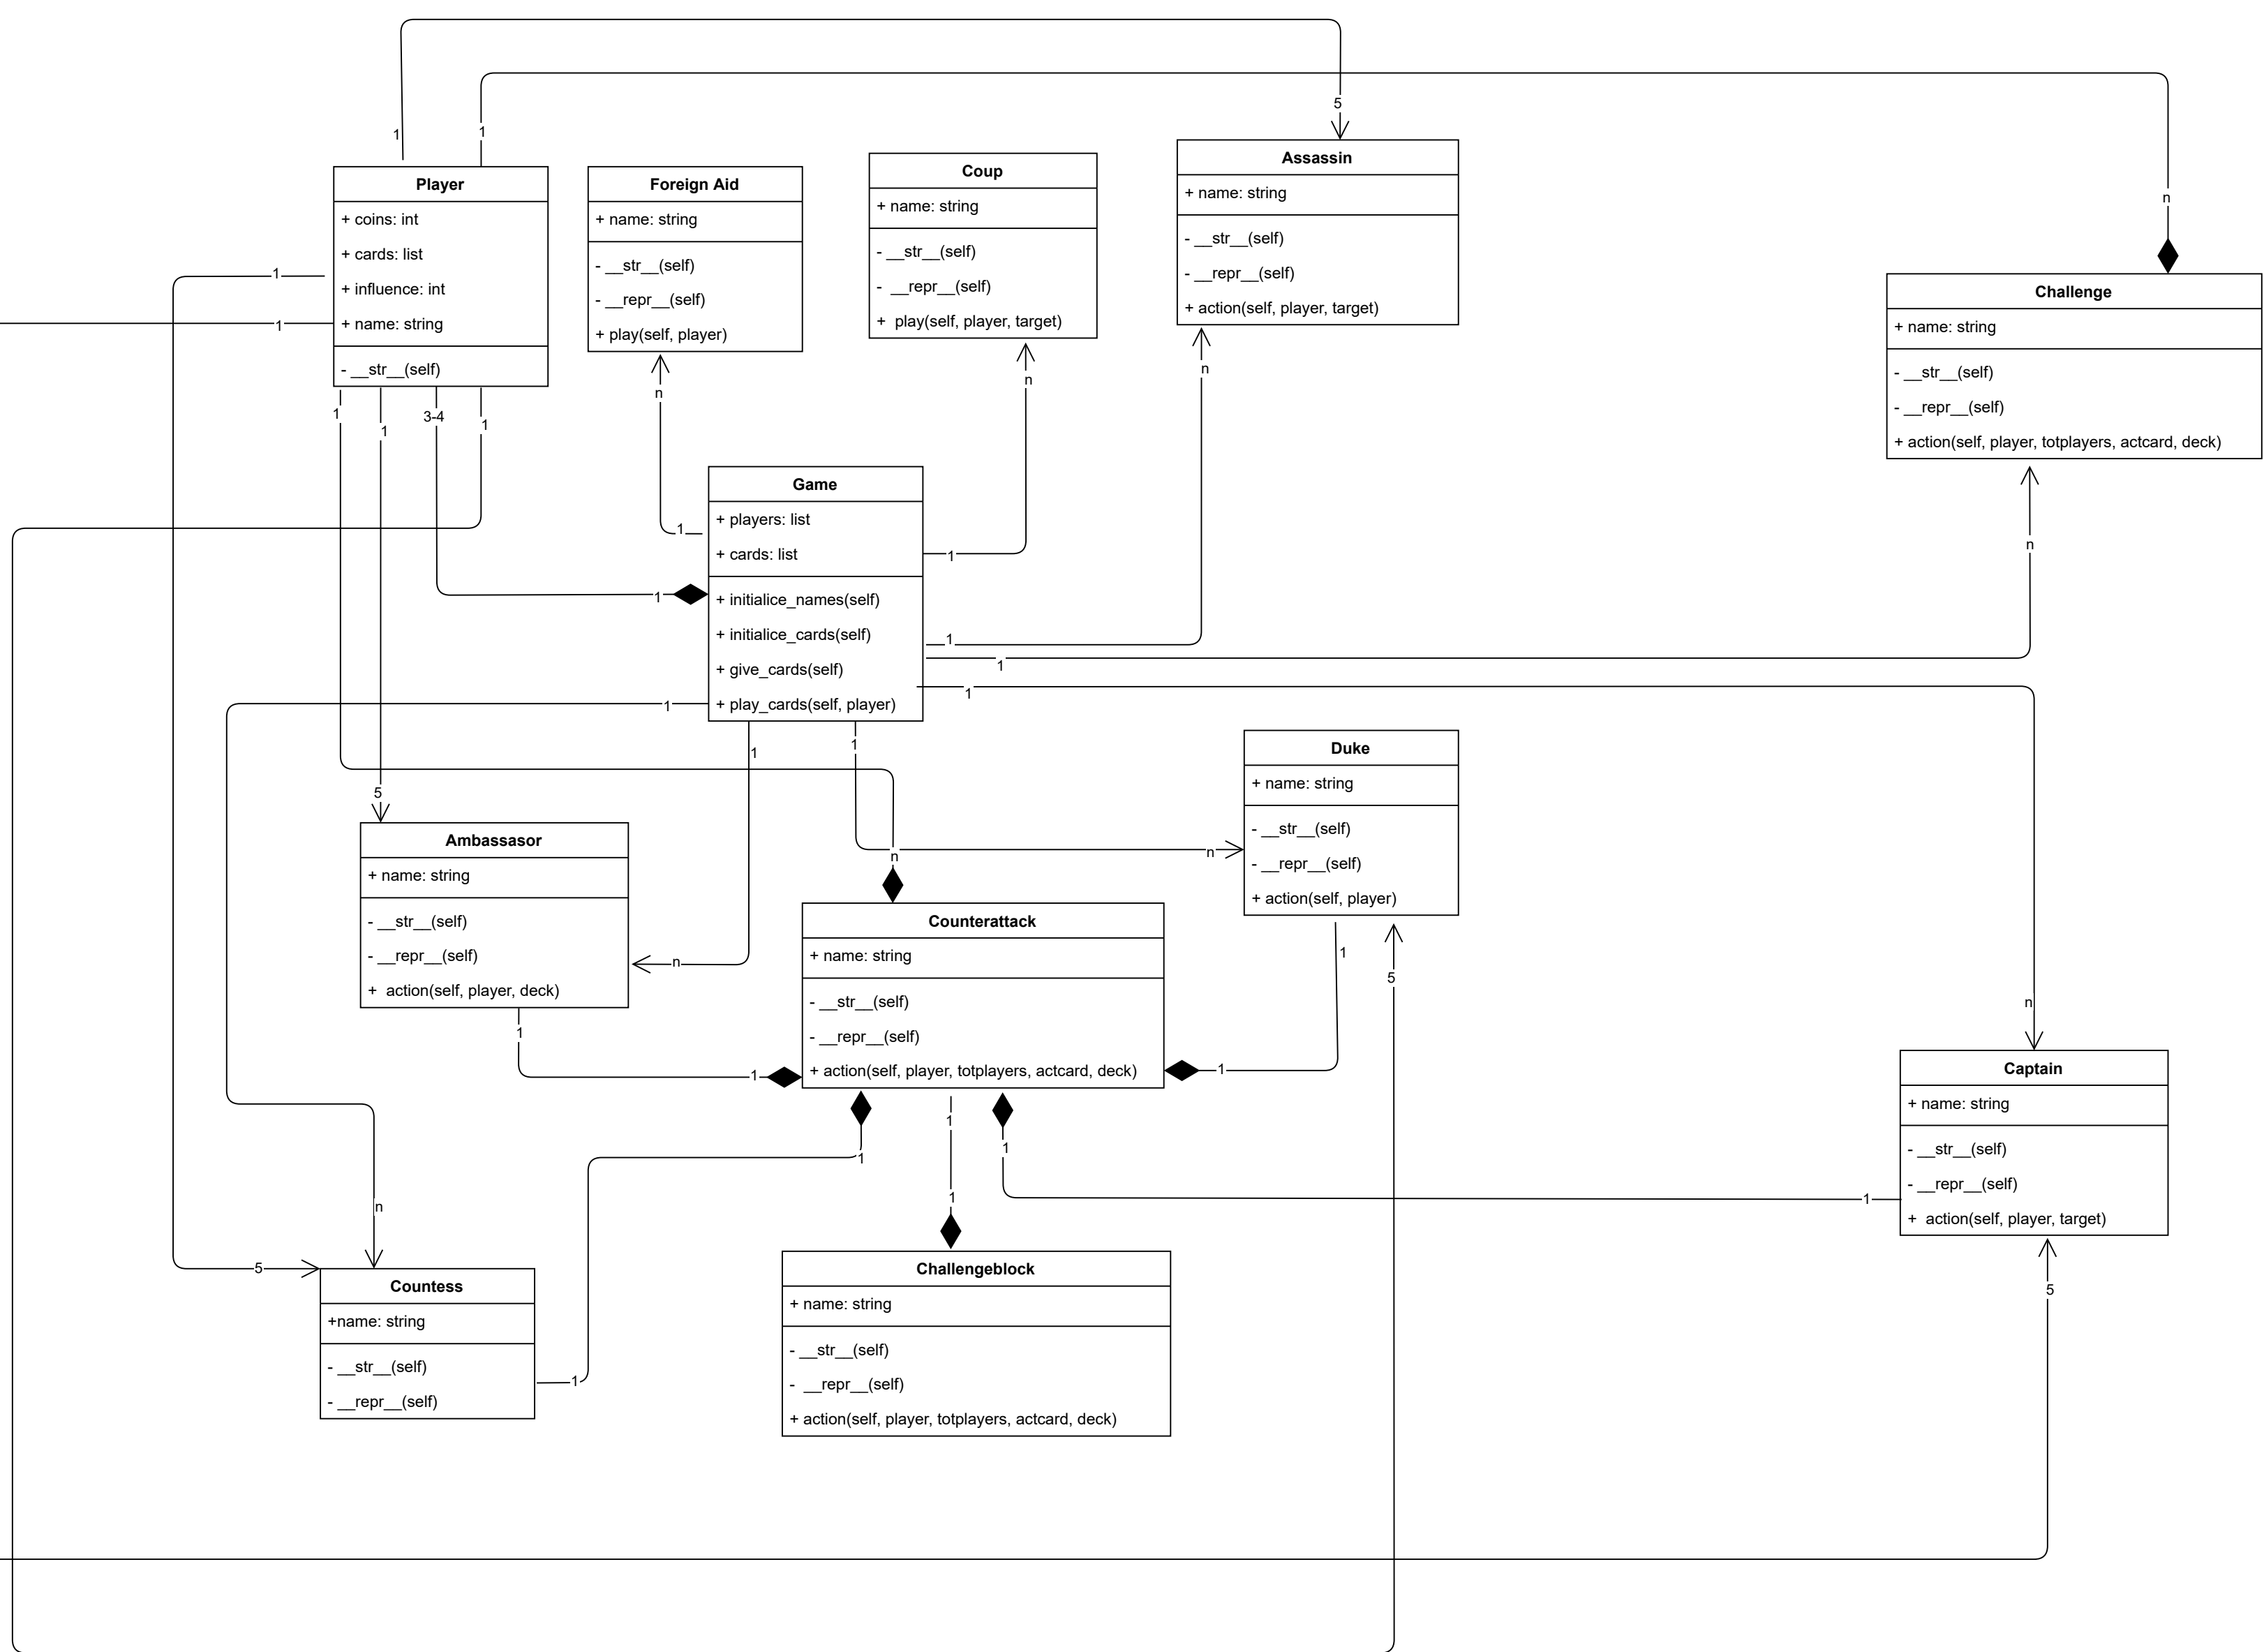 5
1
1
n
Player
+ coins: int
+ cards: list
+ influence: int
+ name: string
- __str__(self)
Foreign Aid
+ name: string
- __str__(self)
- __repr__(self)
+ play(self, player)
Coup
+ name: string
- __str__(self)
-  __repr__(self)
+  play(self, player, target)
Assassin
+ name: string
- __str__(self)
- __repr__(self)
+ action(self, player, target)
Challenge
+ name: string
- __str__(self)
- __repr__(self)
+ action(self, player, totplayers, actcard, deck)
1
1
1
1
3-4
1
n
n
n
n
1
1
1
1
1
1
1
Game
+ players: list
+ cards: list
+ initialice_names(self)
+ initialice_cards(self)
+ give_cards(self)
+ play_cards(self, player)
1
1
5
n
n
n
n
Duke
+ name: string
- __str__(self)
- __repr__(self)
+ action(self, player)
Ambassasor
+ name: string
- __str__(self)
- __repr__(self)
+  action(self, player, deck)
Counterattack
+ name: string
- __str__(self)
- __repr__(self)
+ action(self, player, totplayers, actcard, deck)
1
5
1
1
1
1
1
1
1
1
Captain
+ name: string
- __str__(self)
- __repr__(self)
+  action(self, player, target)
n
5
5
1
Countess
+name: string
- __str__(self)
- __repr__(self)
1
Challengeblock
+ name: string
- __str__(self)
-  __repr__(self)
+ action(self, player, totplayers, actcard, deck)